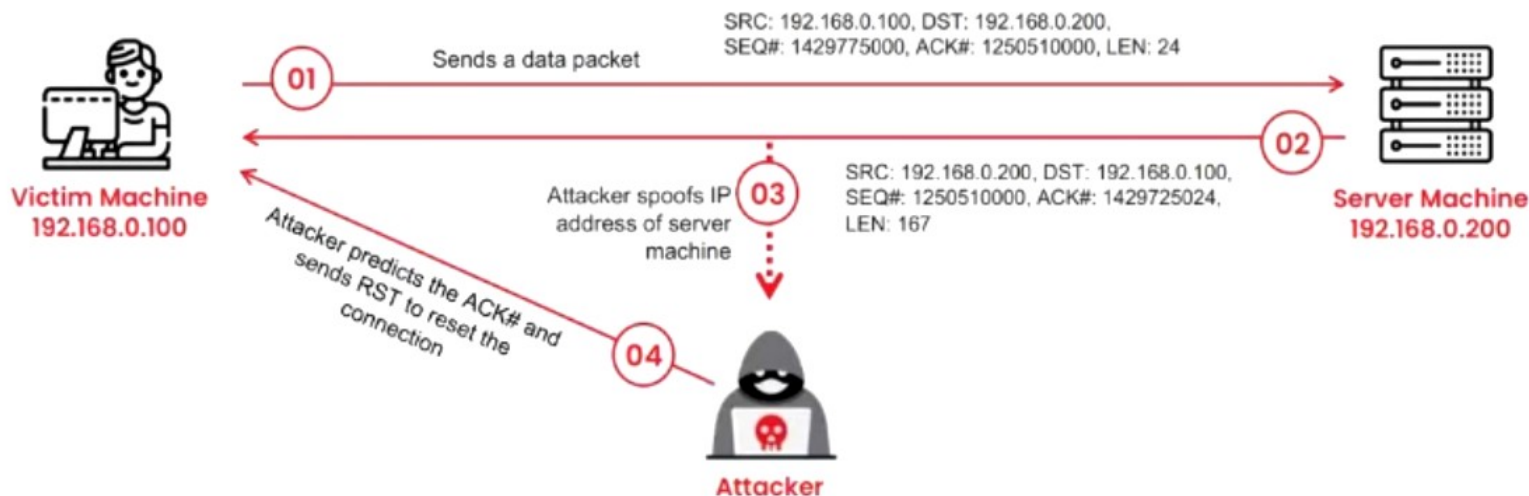 SRC: 192.168.0.100, DST: 192.168.0.200,
SEQ#: 1429775000, ACK#: 1250510000, LEN: 24
Sends a data packet
01
02
Victim Machine
192.168.0.100
Attacker spoofs IP
address of server
machine
03
SRC: 192.168.0.200, DST: 192.168.0.100,
SEQ#: 1250510000, ACK#: 1429725024,
LEN: 167
Server Machine
192.168.0.200
Attacker predicts the ACK# and
sends RST to reset the
connection
04
Attacker